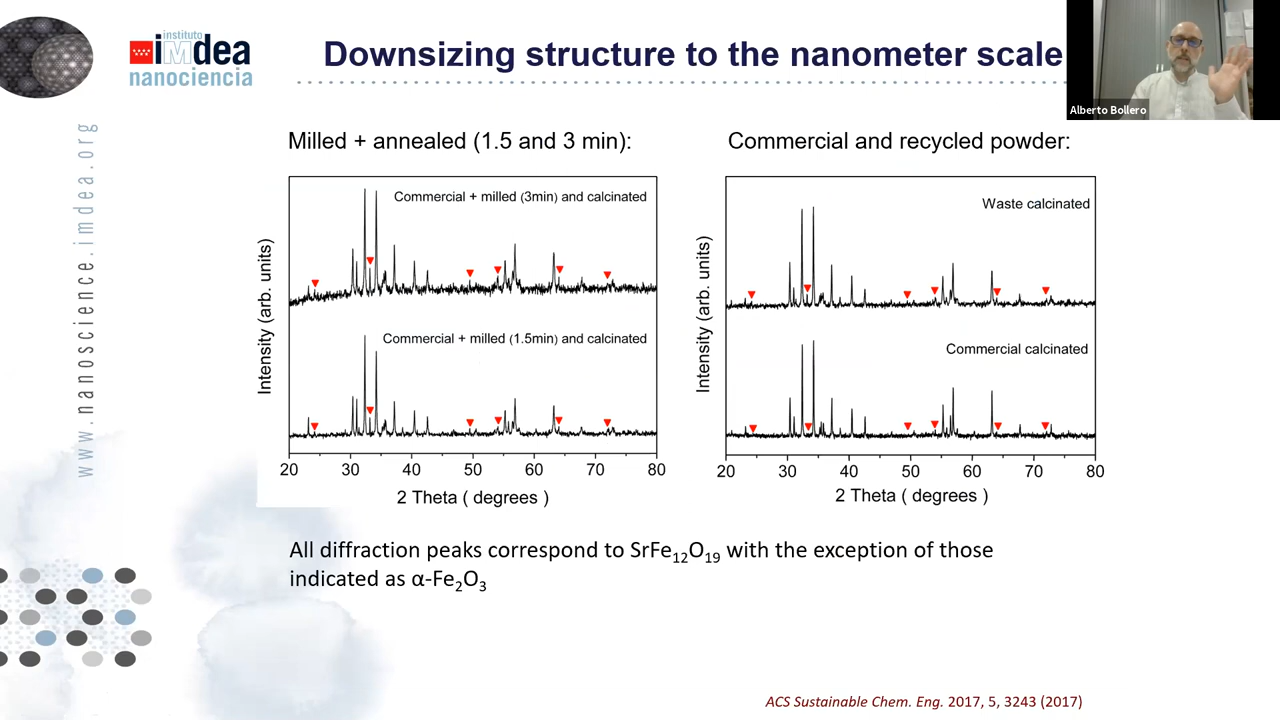 instituto
imdea
nanociencia
Downsizing structure to the nanometer scale
Alberto Bollero
www.nanoscience.imdea.org
Milled + annealed (1.5 and 3 min):
Commercial + milled (3min) and calcinated
Commercial + milled (1.5min) and calcinated
Intensity (arb. units)
20 30 40 50 60 70 80
2 Theta ( degrees )
Commercial and recycled powder:
Waste calcinated
Commercial calcinated
Intensity (arb. units)
20 30 40 50 60 70 80
2 Theta ( degrees )
All diffraction peaks correspond to SrFe₁₂O₁₉ with the exception of those
indicated as α-Fe₂O₃
ACS Sustainable Chem. Eng. 2017, 5, 3243 (2017)